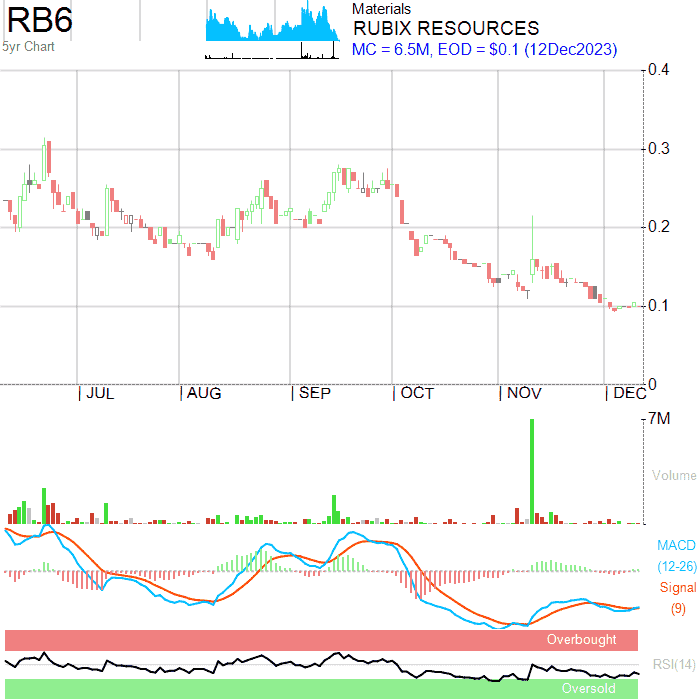 RB6
5yr Chart
Materials
RUBIX RESOURCES
MC = 6.5M, EOD = $0.1 (12Dec2023)
0.4
0.3
0.2
0.1
0
| JUL | AUG | SEP | OCT | NOV | DEC
7M
Volume
MACD
(12-26)
Signal
(9)
Overbought
RSI(14)
Oversold